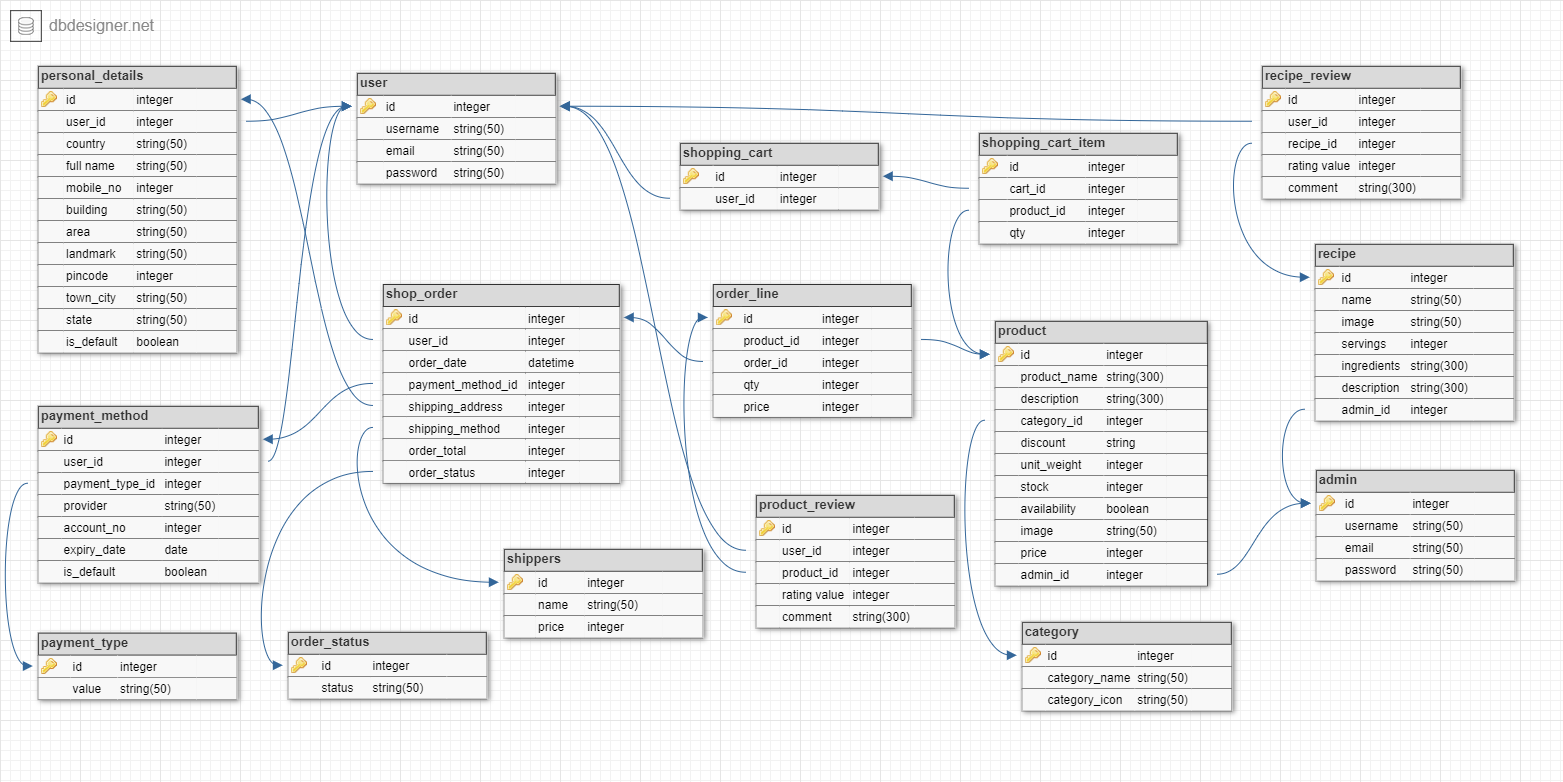 dbdesigner.net
personal_details
id integer
user_id integer
country string(50)
full name string(50)
mobile_no integer
building string(50)
area string(50)
landmark string(50)
pincode integer
town_city string(50)
state string(50)
is_default boolean
user
id integer
username string(50)
email string(50)
password string(50)
shopping_cart
id integer
user_id integer
shopping_cart_item
id integer
cart_id integer
product_id integer
qty integer
recipe_review
id integer
user_id integer
recipe_id integer
rating value integer
comment string(300)
recipe
id integer
name string(50)
image string(50)
servings integer
ingredients string(300)
description string(300)
admin_id integer
shop_order
id integer
user_id integer
order_date datetime
payment_method_id integer
shipping_address integer
shipping_method integer
order_total integer
order_status integer
order_line
id integer
product_id integer
order_id integer
qty integer
price integer
product
id integer
product_name string(300)
description string(300)
category_id integer
discount string
unit_weight integer
stock integer
availability boolean
image string(50)
price integer
admin_id integer
payment_method
id integer
user_id integer
payment_type_id integer
provider string(50)
account_no integer
expiry_date date
is_default boolean
admin
id integer
username string(50)
email string(50)
password string(50)
product_review
id integer
user_id integer
product_id integer
rating value integer
comment string(300)
shippers
id integer
name string(50)
price integer
payment_type
id integer
value string(50)
order_status
id integer
status string(50)
category
id integer
category_name string(50)
category_icon string(50)